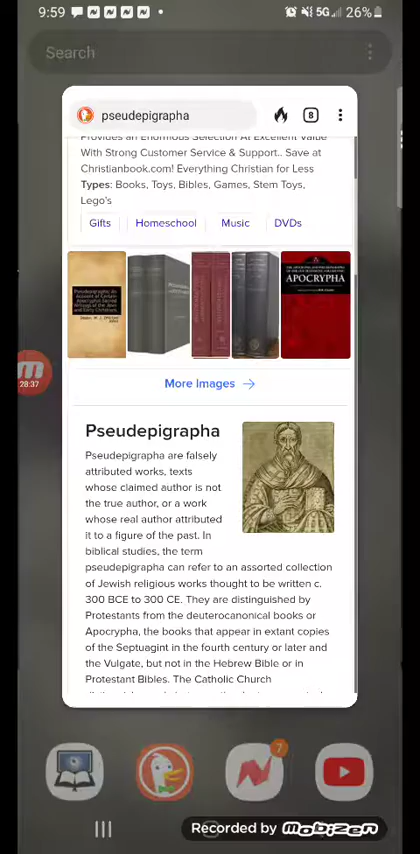 9:59
5G
26%
Search
pseudepigrapha
8
Provides an Enormous Selection At Excellent Value
With Strong Customer Service & Support.. Save at
Christianbook.com! Everything Christian for Less
Types: Books, Toys, Bibles, Games, Stem Toys,
Lego's
Gifts
Homeschool
Music
DVDs
APOCRYPHA
28:37
More Images →
Pseudepigrapha
Pseudepigrapha are falsely
attributed works, texts
whose claimed author is not
the true author, or a work
whose real author attributed
it to a figure of the past. In
biblical studies, the term
pseudepigrapha can refer to an assorted collection
of Jewish religious works thought to be written c.
300 BCE to 300 CE. They are distinguished by
Protestants from the deuterocanonical books or
Apocrypha, the books that appear in extant copies
of the Septuagint in the fourth century or later and
the Vulgate, but not in the Hebrew Bible or in
Protestant Bibles. The Catholic Church
7
Recorded by mobizen